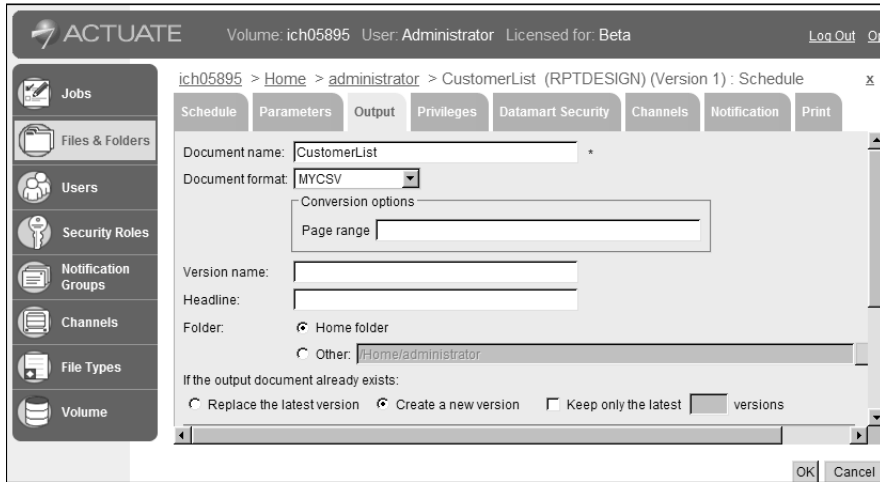 ACTUATE
Volume: ich05895 User: Administrator Licensed for: Beta
Log Out
ich05895 > Home > administrator > CustomerList (RPTDESIGN) (Version 1) : Schedule
x
Jobs
Files & Folders
Users
Security Roles
Notification Groups
Channels
File Types
Volume
Schedule Parameters Output Privileges Datamart Security Channels Notification Print
Document name: CustomerList *
Document format: MYCSV
Conversion options
Page range
Version name:
Headline:
Folder: Home folder
Other: /Home/administrator
If the output document already exists:
Replace the latest version Create a new version Keep only the latest versions
OK Cancel